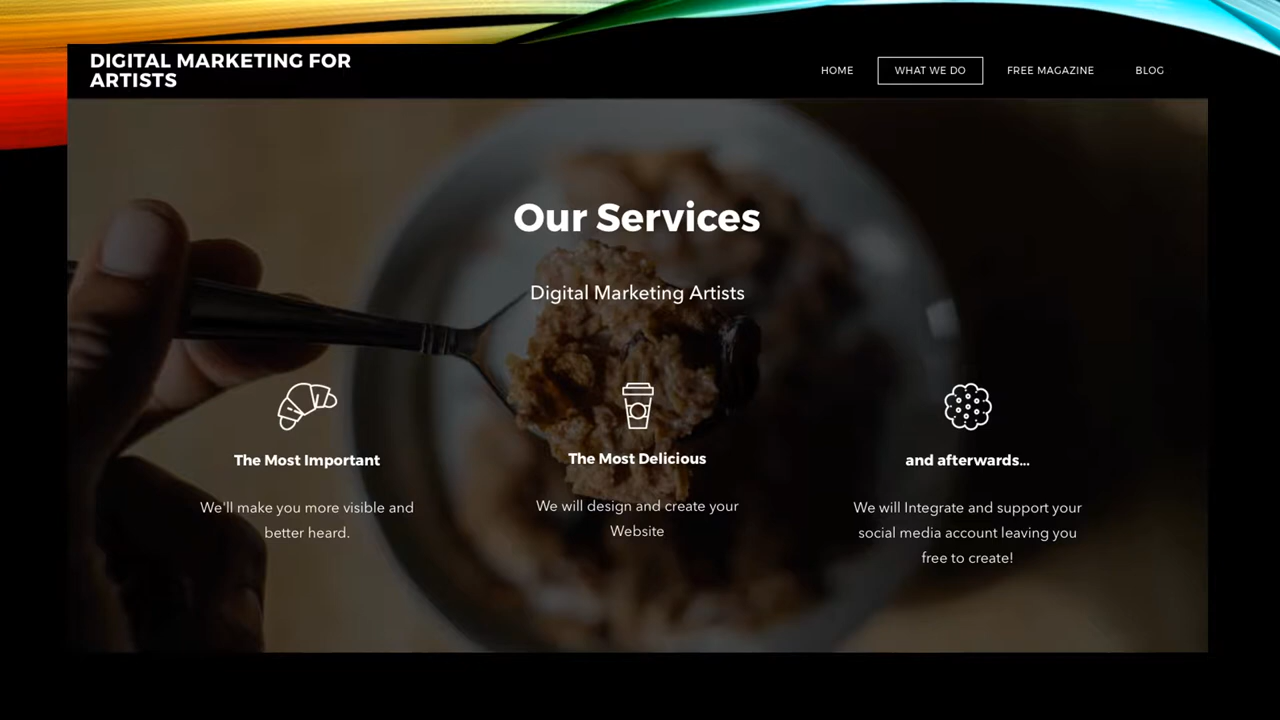 DIGITAL MARKETING FOR
ARTISTS
HOME
WHAT WE DO
FREE MAGAZINE
BLOG
Our Services
Digital Marketing Artists
The Most Important
We'll make you more visible and
better heard.
The Most Delicious
We will design and create your
Website
and afterwards...
We will Integrate and support your
social media account leaving you
free to create!